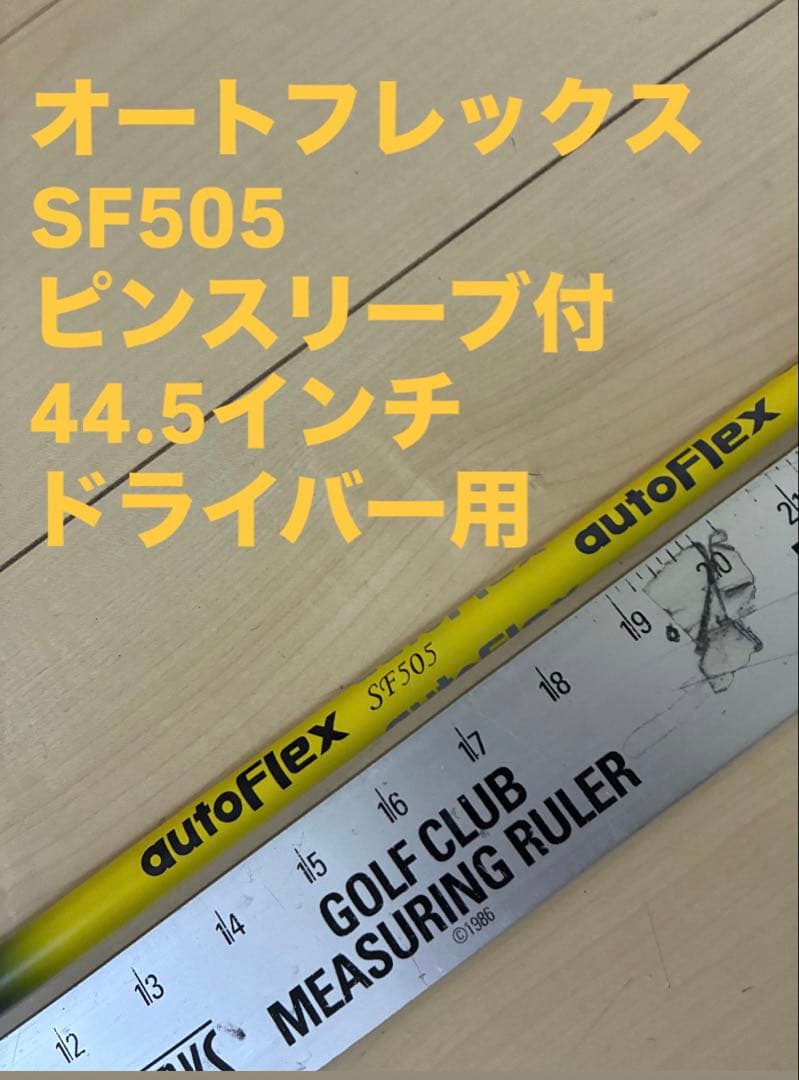 オートフレックス
SF505
ピンスリーブ付
44.5インチ
ドライバー用
autoFlex
SF505
autoFlex
autoFlex
12
13
14
15
16
17
18
19
20
GOLF CLUB
MEASURING RULER
©1986